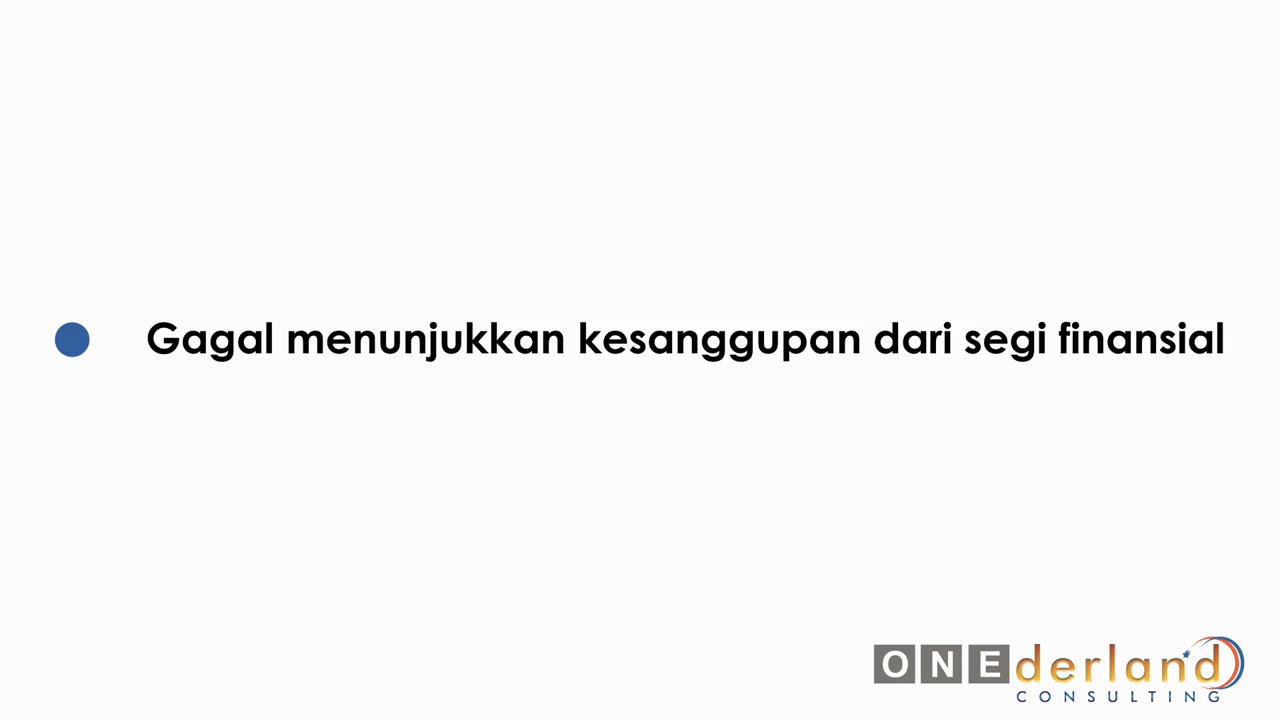 Gagal menunjukkan kesanggupan dari segi finansial
ONEderland
CONSULTING